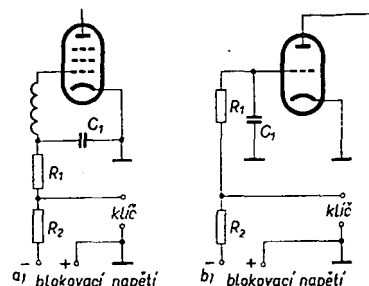 C₁
R₁
klíč
R₂
a) - + blokovací napětí
R₁
C₁
klíč
R₂
b) - + blokovací napětí